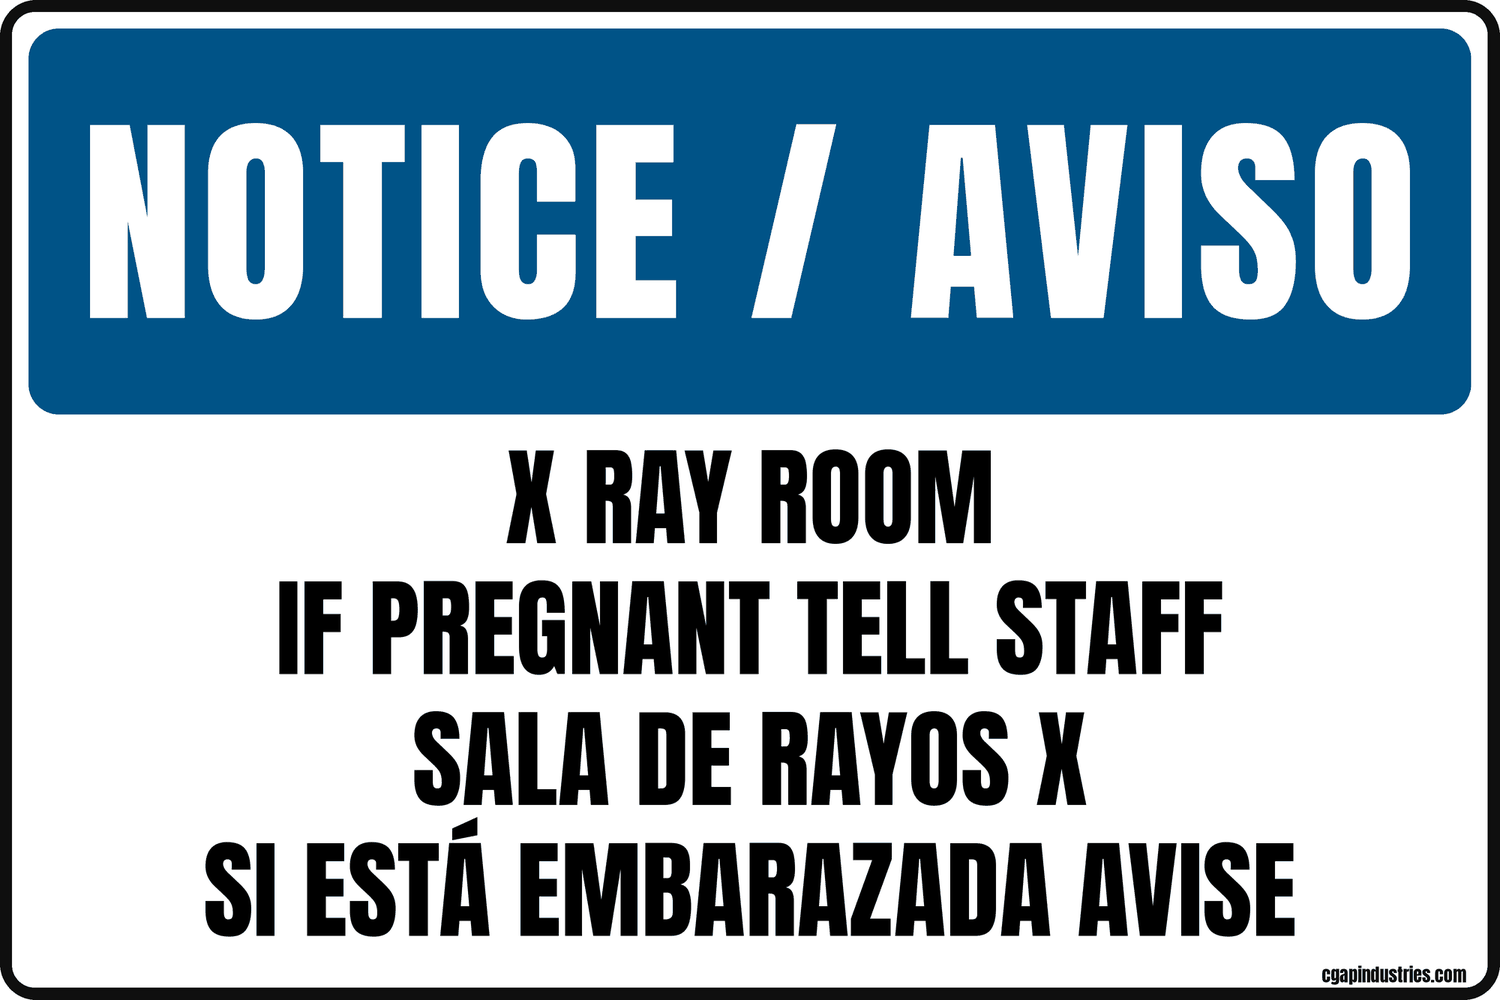 NOTICE / AVISO
X RAY ROOM
IF PREGNANT TELL STAFF
SALA DE RAYOS X
SI ESTÁ EMBARAZADA AVISE
cgapindustries.com